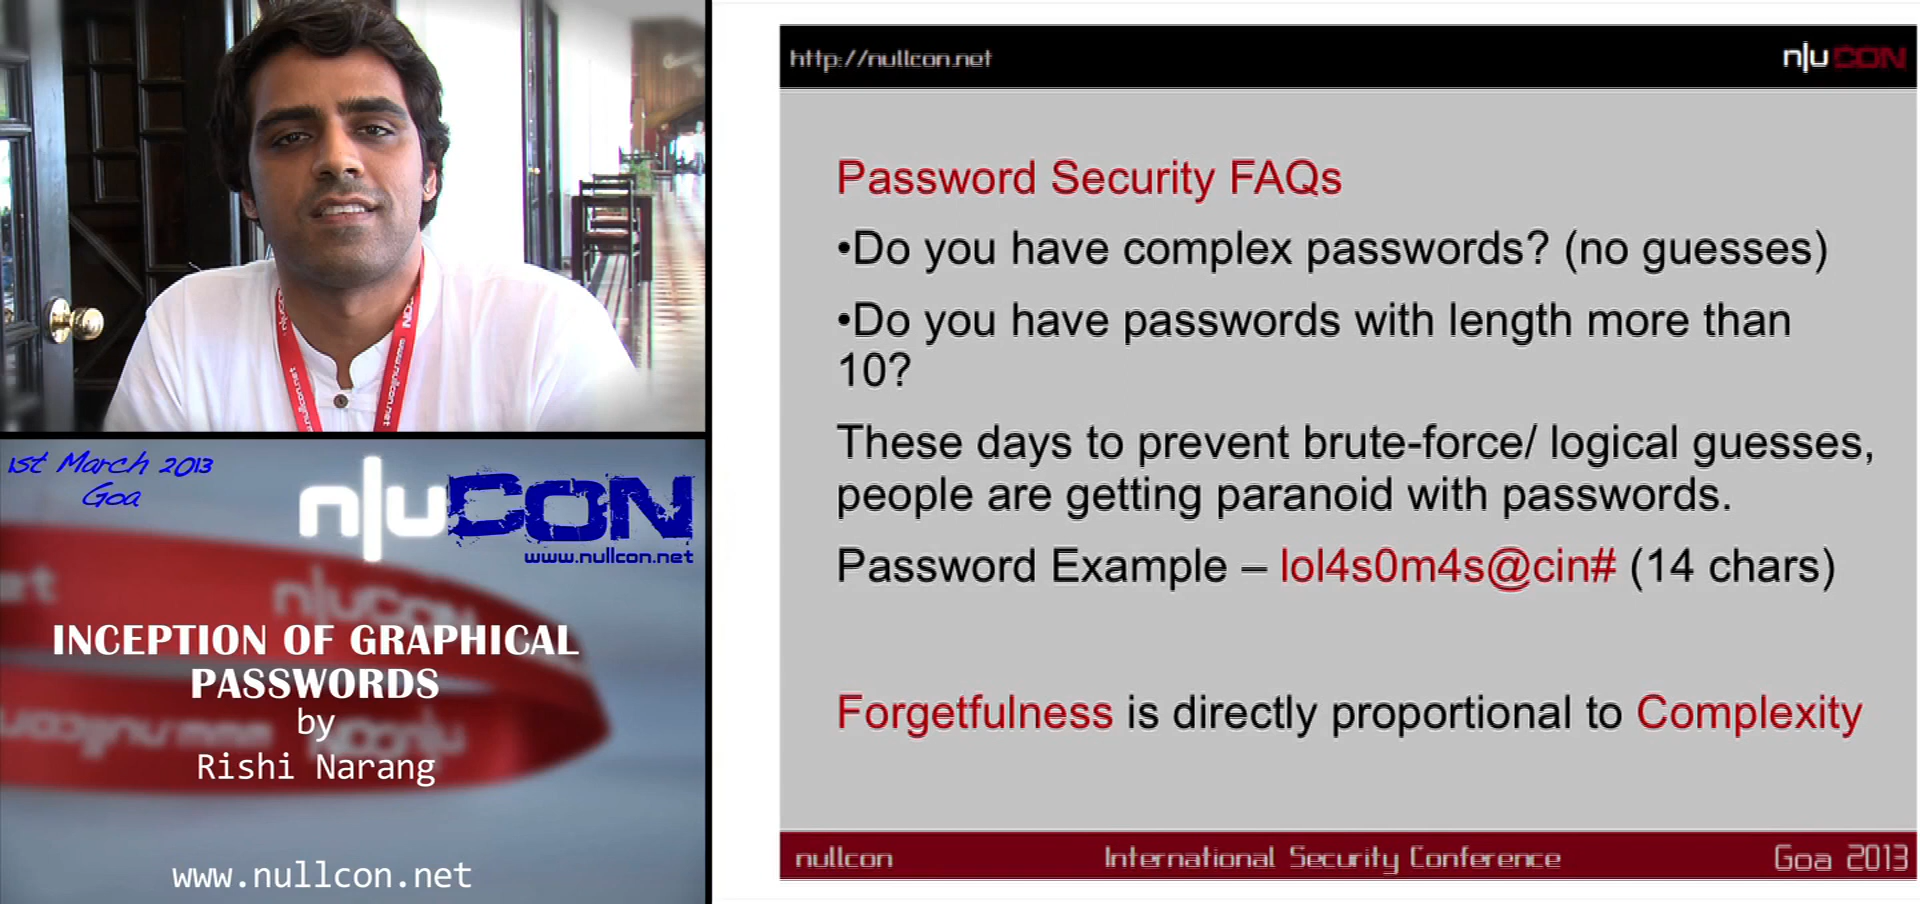 1st March 2013
Goa
n|uCON
www.nullcon.net
INCEPTION OF GRAPHICAL
PASSWORDS
by
Rishi Narang
www.nullcon.net
http://nullcon.net
n|uCON
Password Security FAQs
•Do you have complex passwords? (no guesses)
•Do you have passwords with length more than
10?
These days to prevent brute-force/ logical guesses,
people are getting paranoid with passwords.
Password Example – lol4s0m4s@cin# (14 chars)
Forgetfulness is directly proportional to Complexity
nullcon
International Security Conference
Goa 2013